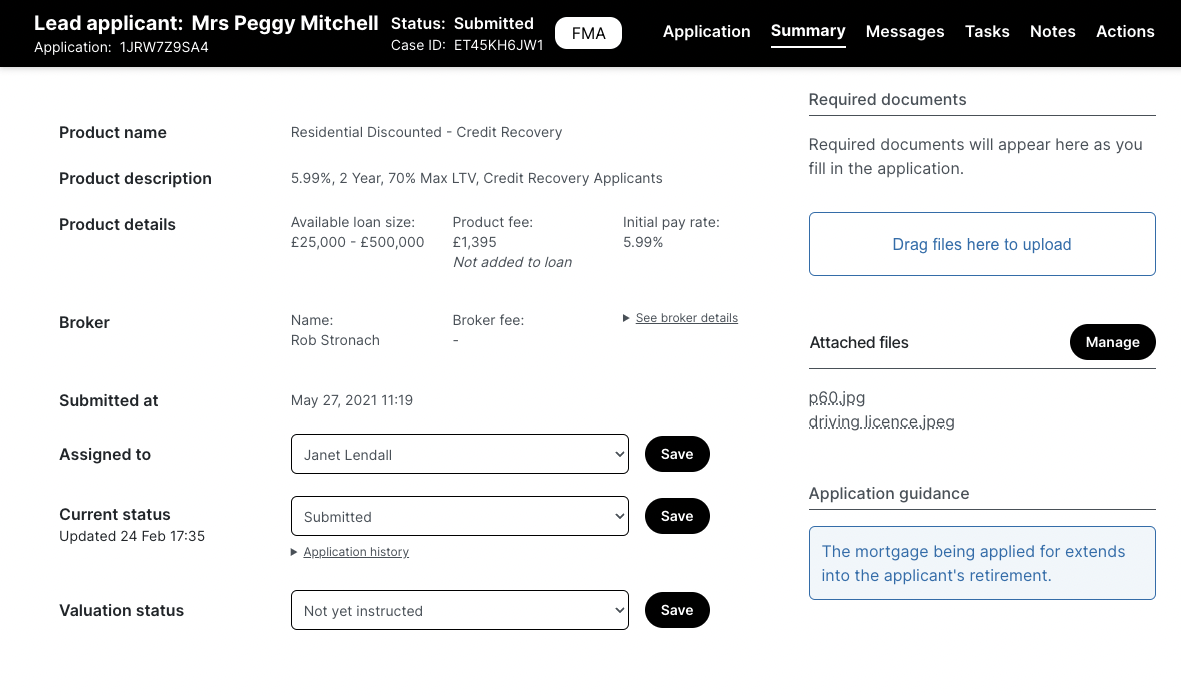 Lead applicant: Mrs Peggy Mitchell
Application: 1JRW7Z9SA4
Status: Submitted
Case ID: ET45KH6JW1
FMA
Application Summary Messages Tasks Notes Actions
Product name
Residential Discounted - Credit Recovery
Product description
5.99%, 2 Year, 70% Max LTV, Credit Recovery Applicants
Product details
Available loan size:
£25,000 - £500,000
Product fee:
£1,395
Not added to loan
Initial pay rate:
5.99%
Broker
Name:
Rob Stronach
Broker fee:
-
See broker details
Submitted at
May 27, 2021 11:19
Assigned to
Janet Lendall
Save
Current status
Updated 24 Feb 17:35
Submitted
Save
Application history
Valuation status
Not yet instructed
Save
Required documents
Required documents will appear here as you
fill in the application.
Drag files here to upload
Attached files
Manage
p60.jpg
driving licence.jpeg
Application guidance
The mortgage being applied for extends
into the applicant's retirement.